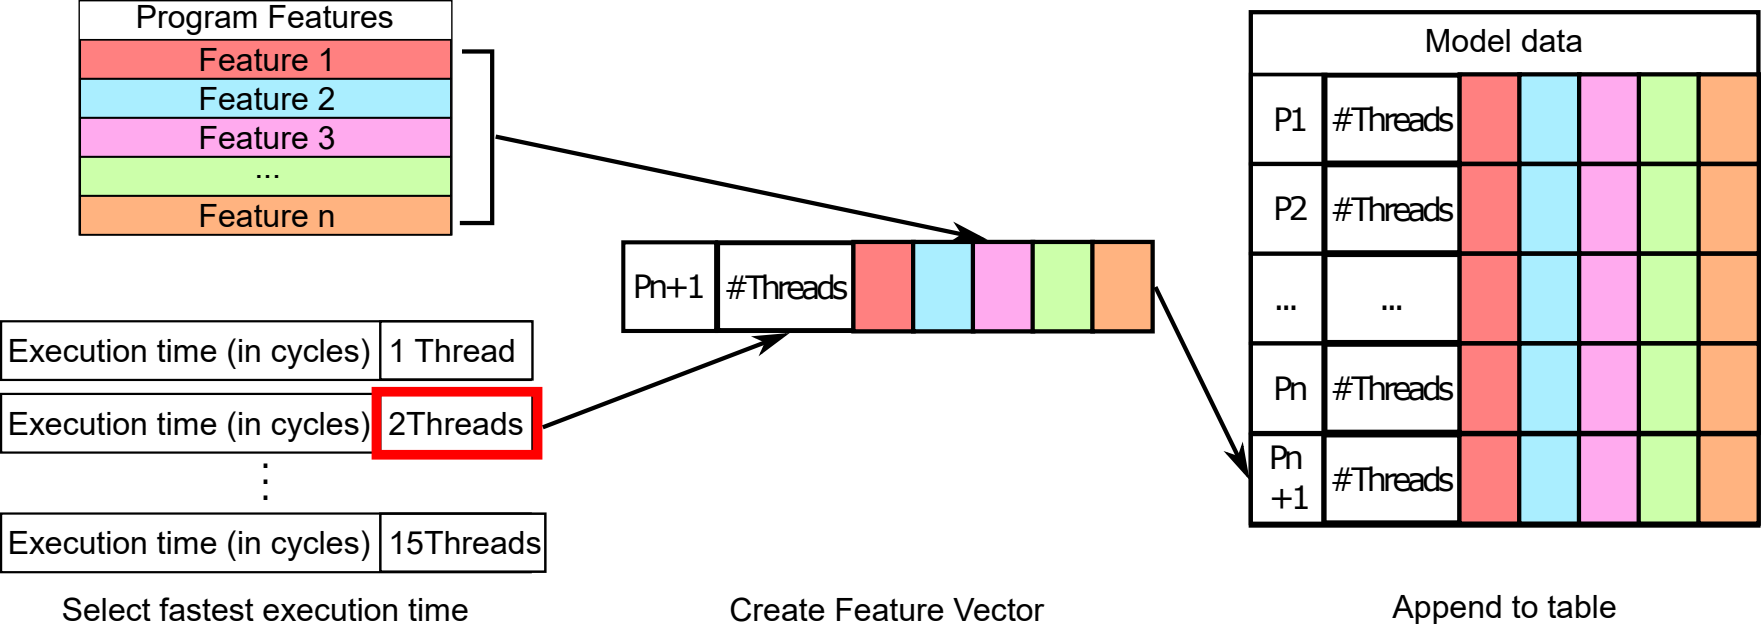 Program Features
Feature 1
Feature 2
Feature 3
...
Feature n
Execution time (in cycles) 1 Thread
Execution time (in cycles) 2Threads
⋮
Execution time (in cycles) 15Threads
Select fastest execution time
Pn+1 #Threads
Create Feature Vector
Model data
P1 #Threads
P2 #Threads
... ...
Pn #Threads
Pn
+1 #Threads
Append to table